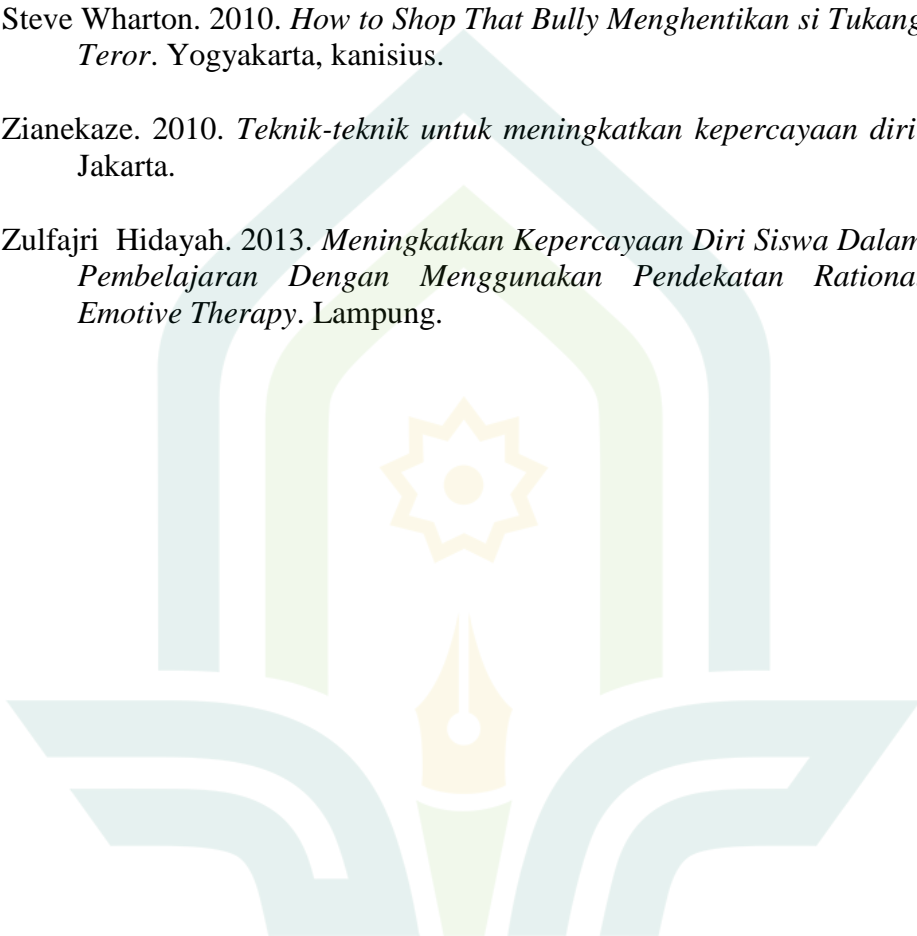 Steve Wharton. 2010. How to Shop That Bully Menghentikan si Tukang
Teror. Yogyakarta, kanisius.
Zianekaze. 2010. Teknik-teknik untuk meningkatkan kepercayaan diri
Jakarta.
Zulfajri Hidayah. 2013. Meningkatkan Kepercayaan Diri Siswa Dalam
Pembelajaran Dengan Menggunakan Pendekatan Rational
Emotive Therapy. Lampung.